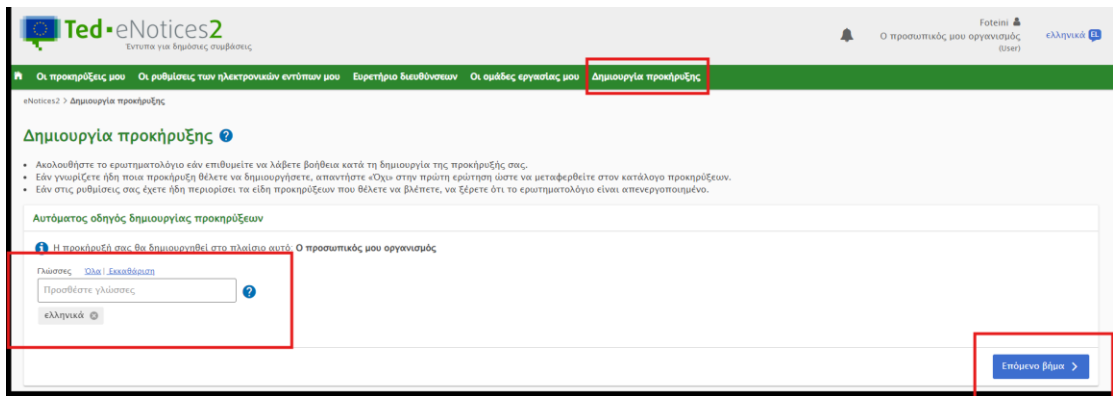 Ted eNotices2
Έντυπα για δημόσιες συμβάσεις
Foteini
Ο προσωπικός μου οργανισμός
(User)
ελληνικά EL
Οι προκηρύξεις μου Οι ρυθμίσεις των ηλεκτρονικών εντύπων μου Ευρετήριο διευθύνσεων Οι ομάδες εργασίας μου Δημιουργία προκήρυξης
eNotices2 > Δημιουργία προκήρυξης
Δημιουργία προκήρυξης ?
• Ακολουθήστε το ερωτηματολόγιο εάν επιθυμείτε να λάβετε βοήθεια κατά τη δημιουργία της προκήρυξής σας.
• Εάν γνωρίζετε ήδη ποια προκήρυξη θέλετε να δημιουργήσετε, απαντήστε «Όχι» στην πρώτη ερώτηση ώστε να μεταφερθείτε στον κατάλογο προκηρύξεων.
• Εάν στις ρυθμίσεις σας έχετε ήδη περιορίσει τα είδη προκηρύξεων που θέλετε να βλέπετε, να ξέρετε ότι το ερωτηματολόγιο είναι απενεργοποιημένο.
Αυτόματος οδηγός δημιουργίας προκηρύξεων
Η προκήρυξή σας θα δημιουργηθεί στο πλαίσιο αυτό: Ο προσωπικός μου οργανισμός
Γλώσσες Όλα | Εκκαθάριση
Προσθέστε γλώσσες ?
ελληνικά
Επόμενο βήμα >